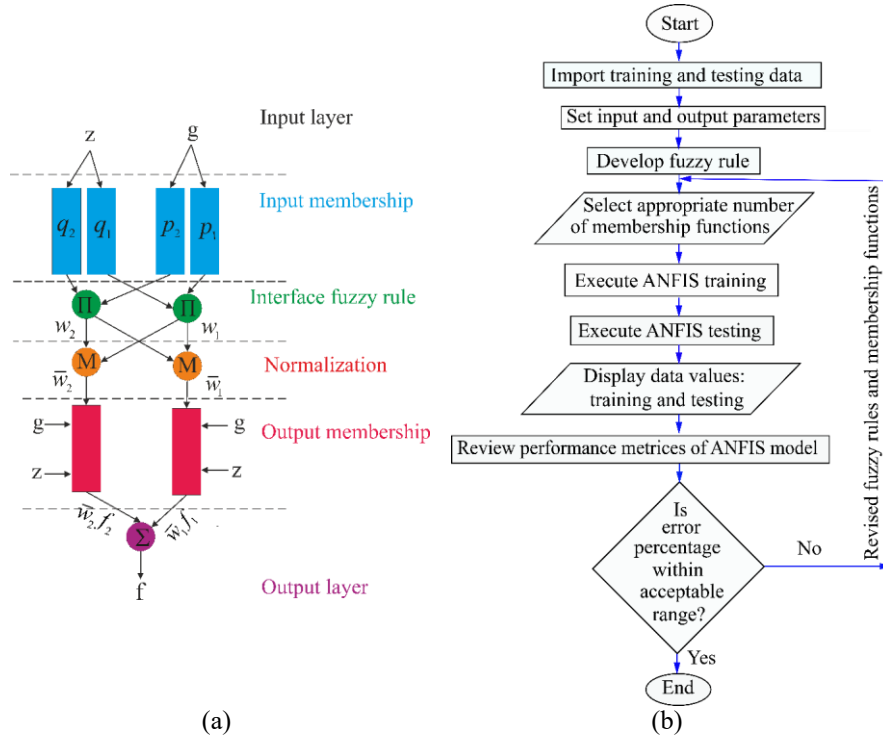 z
g
Input layer
q₂
q₁
p₂
p₁
Input membership
Π
Π
Interface fuzzy rule
w₂
w₁
M
M
Normalization
w̅₂
w̅₁
g
g
Output membership
z
z
w̅₂f₂
w̅₁f₁
Σ
f
Output layer
(a)
Start
Import training and testing data
Set input and output parameters
Develop fuzzy rule
Select appropriate number
of membership functions
Execute ANFIS training
Execute ANFIS testing
Display data values:
training and testing
Review performance metrices of ANFIS model
Is
error
percentage
within
acceptable
range?
No
Revised fuzzy rules and membership functions
Yes
End
(b)